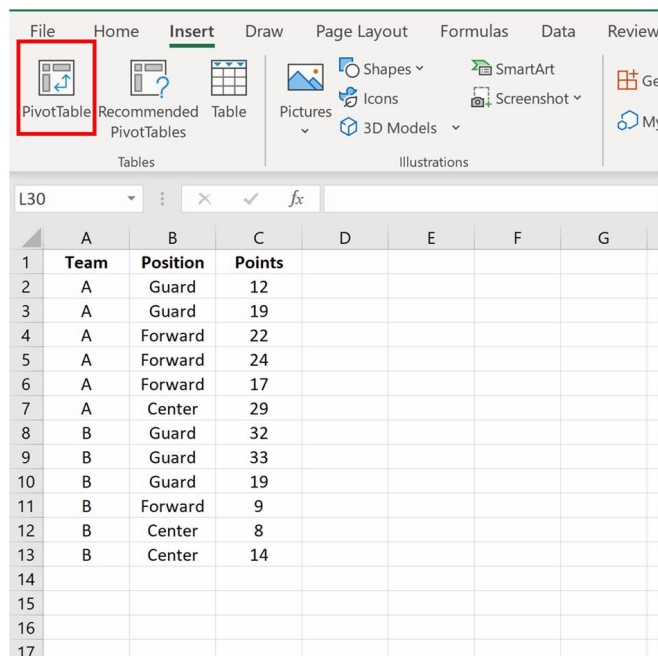 File Home Insert Draw Page Layout Formulas Data Review
PivotTable Recommended PivotTables Table Pictures Shapes Icons 3D Models SmartArt Screenshot
Tables Illustrations
L30 fx
A B C D E F G
1 Team Position Points
2 A Guard 12
3 A Guard 19
4 A Forward 22
5 A Forward 24
6 A Forward 17
7 A Center 29
8 B Guard 32
9 B Guard 33
10 B Guard 19
11 B Forward 9
12 B Center 8
13 B Center 14
14
15
16
17